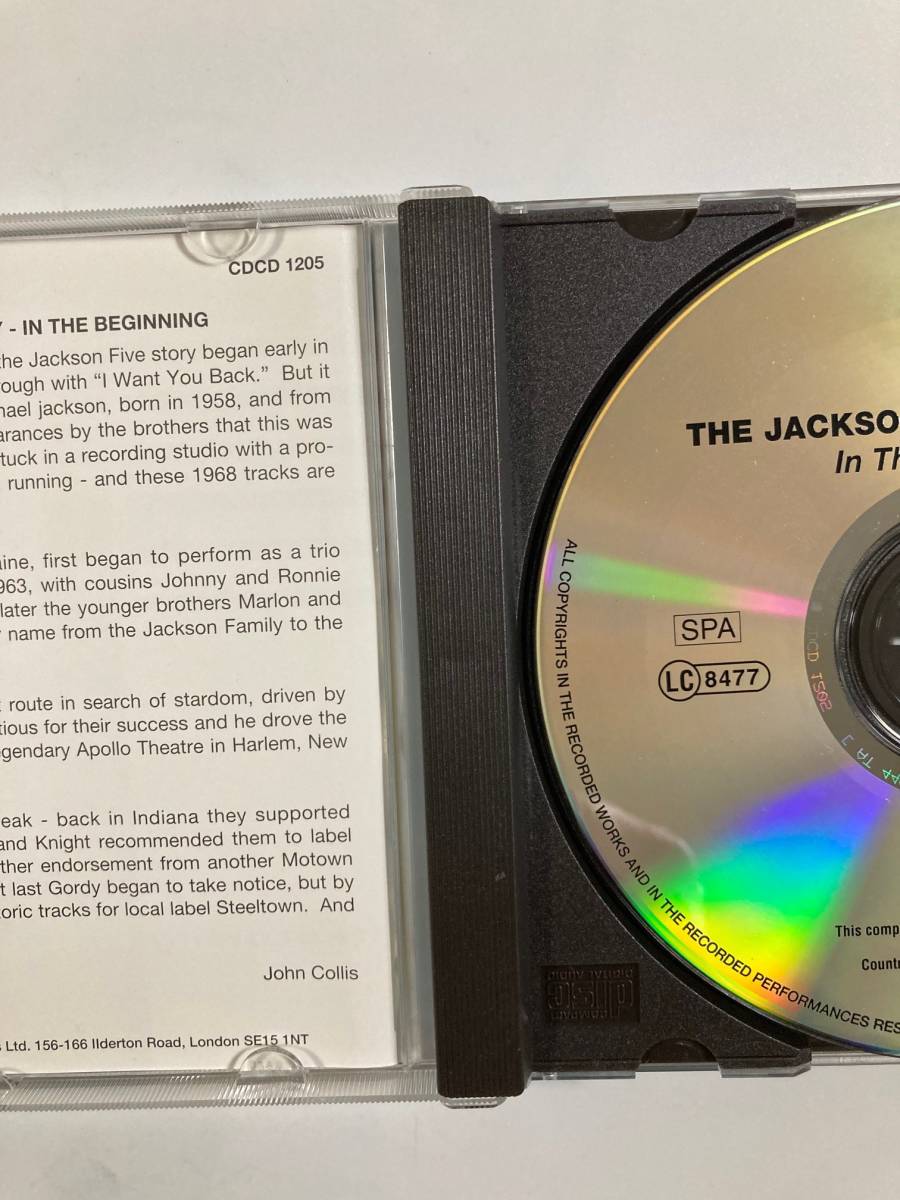 CDCD 1205
- IN THE BEGINNING
the Jackson Five story began early in
rough with “I Want You Back.” But it
hael jackson, born in 1958, and from
arances by the brothers that this was
tuck in a recording studio with a pro-
running - and these 1968 tracks are
aine, first began to perform as a trio
963, with cousins Johnny and Ronnie
later the younger brothers Marlon and
name from the Jackson Family to the
route in search of stardom, driven by
tious for their success and he drove the
egendary Apollo Theatre in Harlem, New
eak - back in Indiana they supported
and Knight recommended them to label
ther endorsement from another Motown
t last Gordy began to take notice, but by
toric tracks for local label Steeltown. And
John Collis
s Ltd. 156-166 Ilderton Road, London SE15 1NT
THE JACKSO
In Th
SPA
LC 8477
ALL COPYRIGHTS IN THE RECORDED WORKS AND IN THE RECORDED PERFORMANCES RES
This comp
Countr
COMPACT
disc
DIGITAL AUDIO